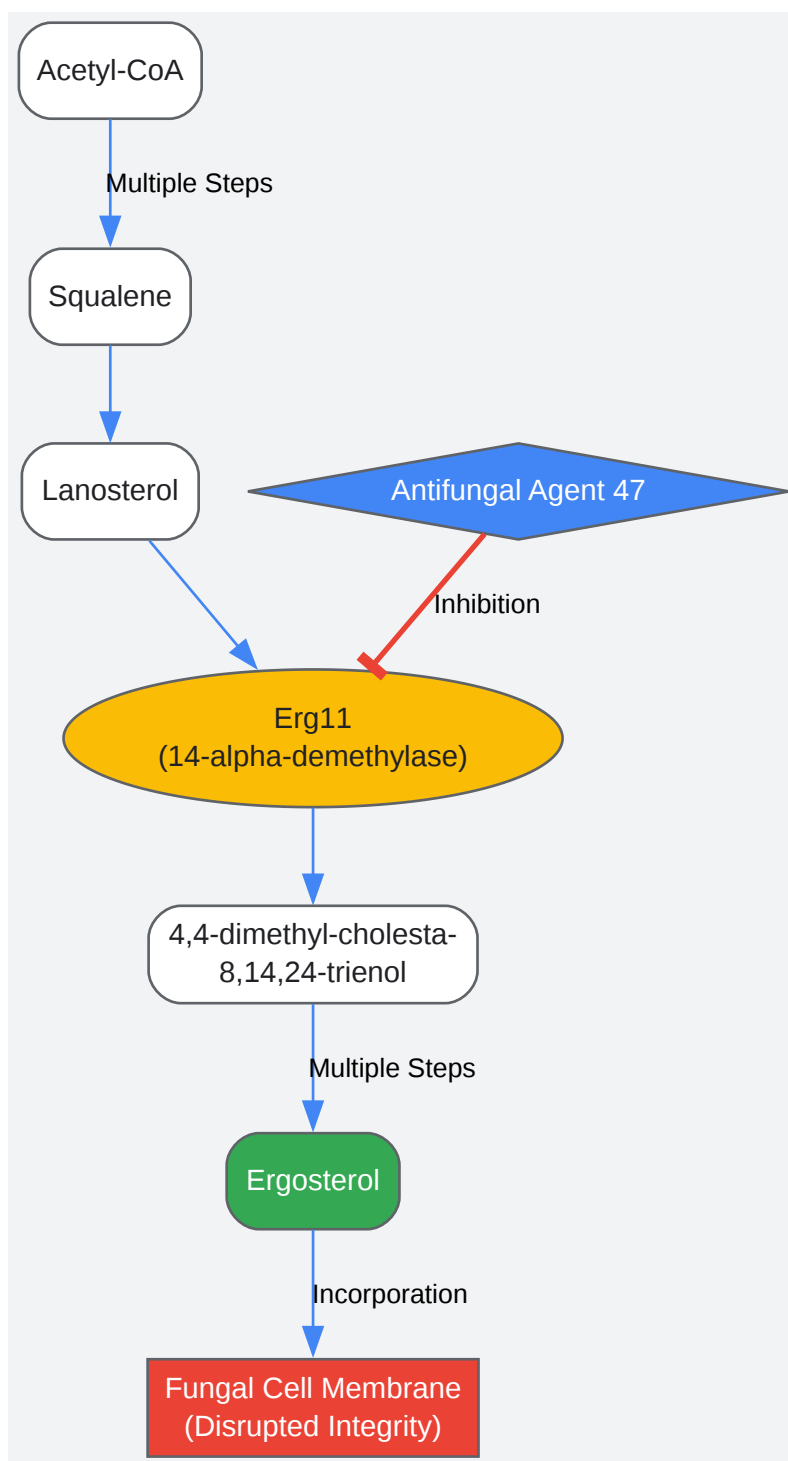 Acetyl-CoA
Multiple Steps
Squalene
Lanosterol
Antifungal Agent 47
Inhibition
Erg11
(14-alpha-demethylase)
4,4-dimethyl-cholesta-
8,14,24-trienol
Multiple Steps
Ergosterol
Incorporation
Fungal Cell Membrane
(Disrupted Integrity)